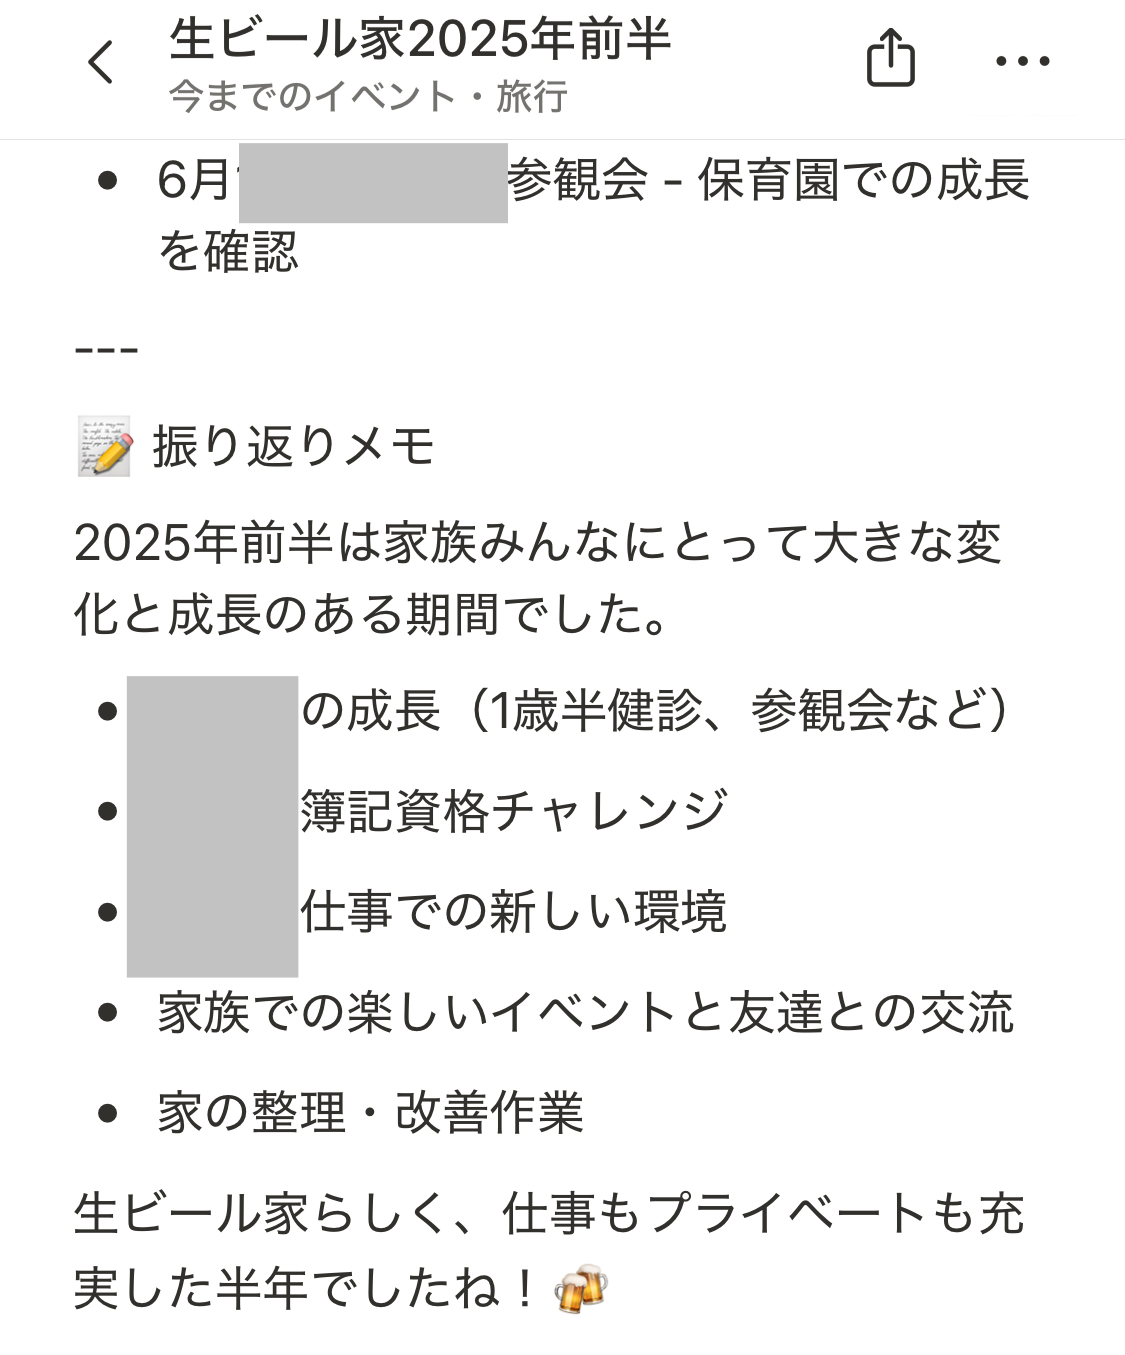 生ビール家2025年前半
今までのイベント・旅行
6月
参観会 - 保育園での成長
を確認
---
📝 振り返りメモ
2025年前半は家族みんなにとって大きな変
化と成長のある期間でした。
の成長（1歳半健診、参観会など）
簿記資格チャレンジ
仕事での新しい環境
家族での楽しいイベントと友達との交流
家の整理・改善作業
生ビール家らしく、仕事もプライベートも充
実した半年でしたね！🍻